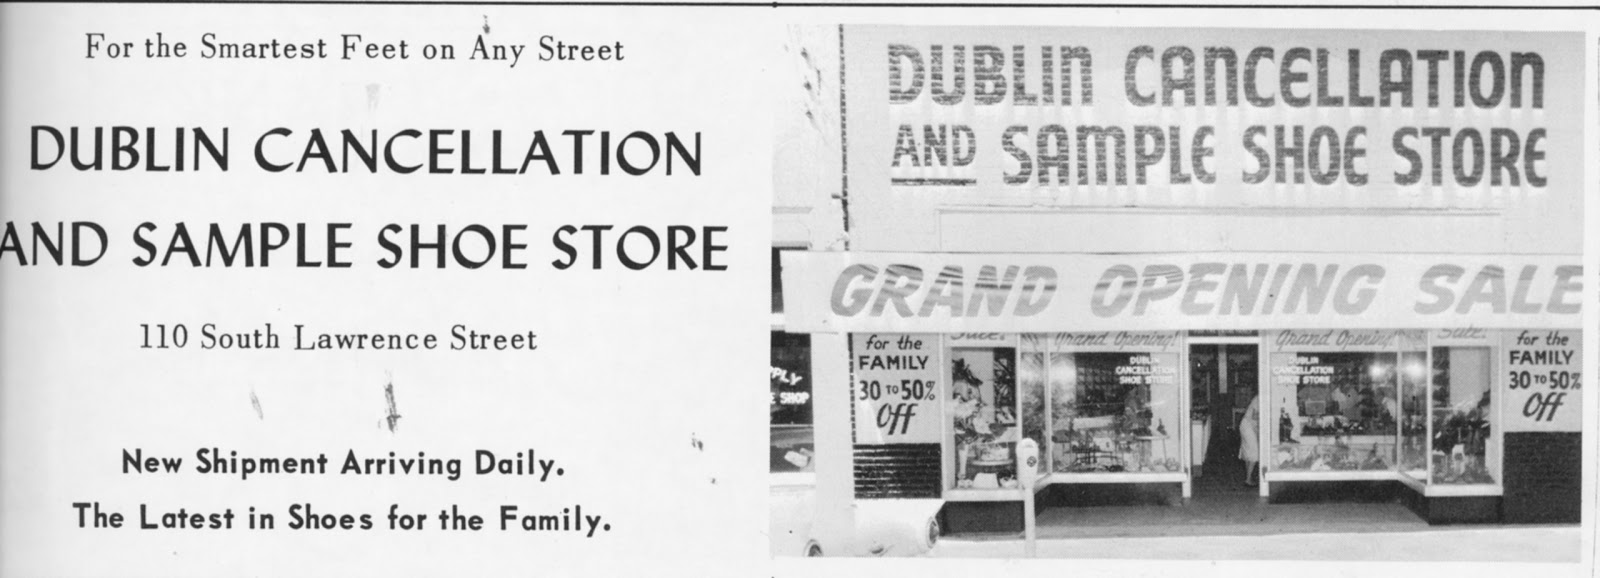 For the Smartest Feet on Any Street
DUBLIN CANCELLATION
AND SAMPLE SHOE STORE
110 South Lawrence Street
New Shipment Arriving Daily.
The Latest in Shoes for the Family.
DUBLIN CANCELLATION
AND SAMPLE SHOE STORE
GRAND OPENING SALE
for the
FAMILY
30 TO 50%
Off
Sale!
Grand Opening!
DUBLIN
CANCELLATION
SHOE STORE
Grand Opening!
DUBLIN
CANCELLATION
SHOE STORE
Sale!
for the
FAMILY
30 TO 50%
Off
SHOP